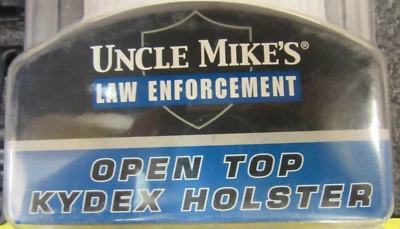 UNCLE MIKE'S®
LAW ENFORCEMENT
OPEN TOP
KYDEX HOLSTER